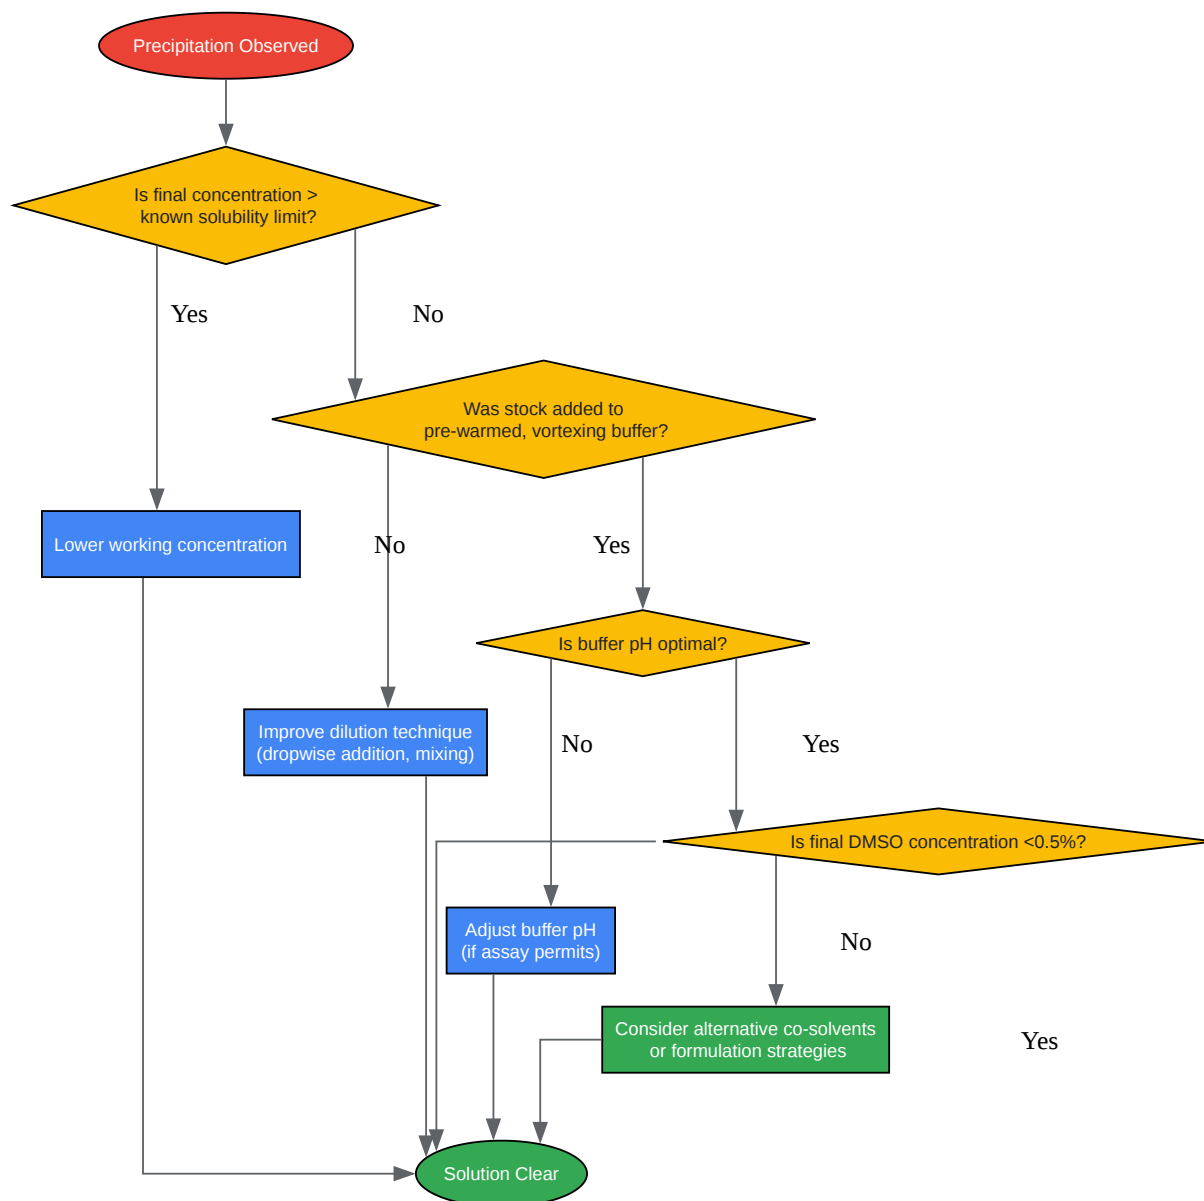 Precipitation Observed
Is final concentration >
known solubility limit?
Yes
No
Was stock added to
pre-warmed, vortexing buffer?
Lower working concentration
No
Yes
Is buffer pH optimal?
Improve dilution technique
(dropwise addition, mixing)
No
Yes
Is final DMSO concentration <0.5%?
Adjust buffer pH
(if assay permits)
No
Consider alternative co-solvents
or formulation strategies
Yes
Solution Clear